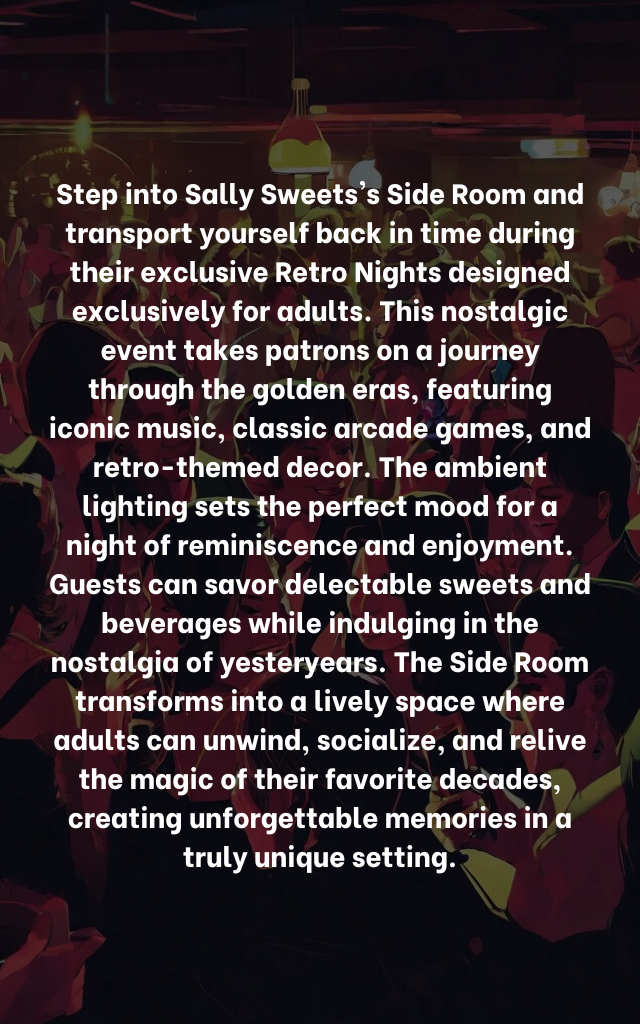 Step into Sally Sweets’s Side Room and
transport yourself back in time during
their exclusive Retro Nights designed
exclusively for adults. This nostalgic
event takes patrons on a journey
through the golden eras, featuring
iconic music, classic arcade games, and
retro-themed decor. The ambient
lighting sets the perfect mood for a
night of reminiscence and enjoyment.
Guests can savor delectable sweets and
beverages while indulging in the
nostalgia of yesteryears. The Side Room
transforms into a lively space where
adults can unwind, socialize, and relive
the magic of their favorite decades,
creating unforgettable memories in a
truly unique setting.